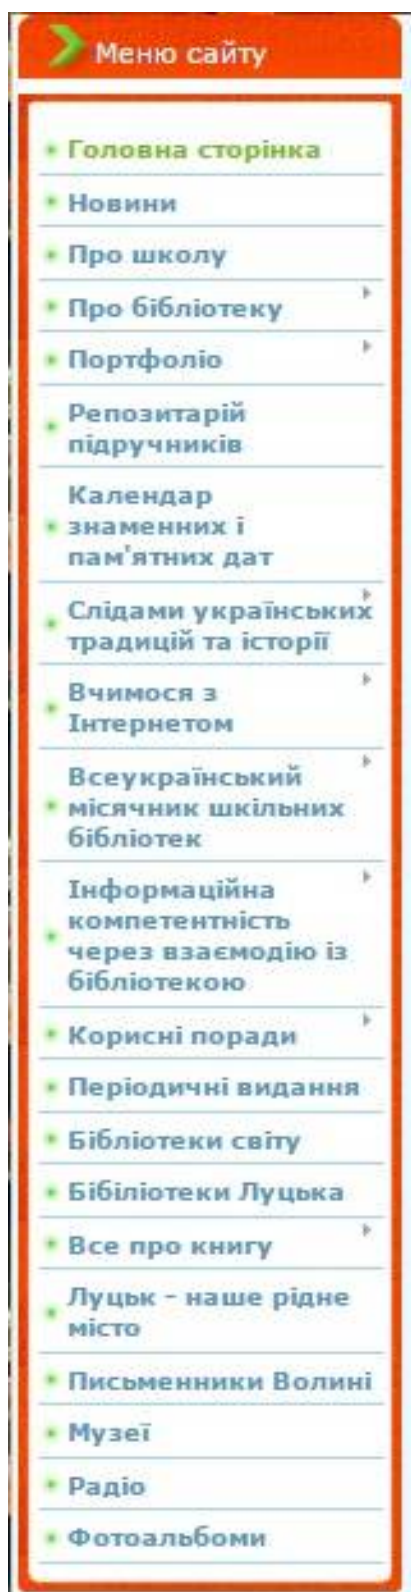 Меню сайту
Головна сторінка
Новини
Про школу
Про бібліотеку
Портфоліо
Репозитарій
підручників
Календар
знаменних і
пам'ятних дат
Слідами українських
традицій та історії
Вчимося з
Інтернетом
Всеукраїнський
місячник шкільних
бібліотек
Інформаційна
компетентність
через взаємодію із
бібліотекою
Корисні поради
Періодичні видання
Бібліотеки світу
Бібіліотеки Луцька
Все про книгу
Луцьк - наше рідне
місто
Письменники Волині
Музеї
Радіо
Фотоальбоми